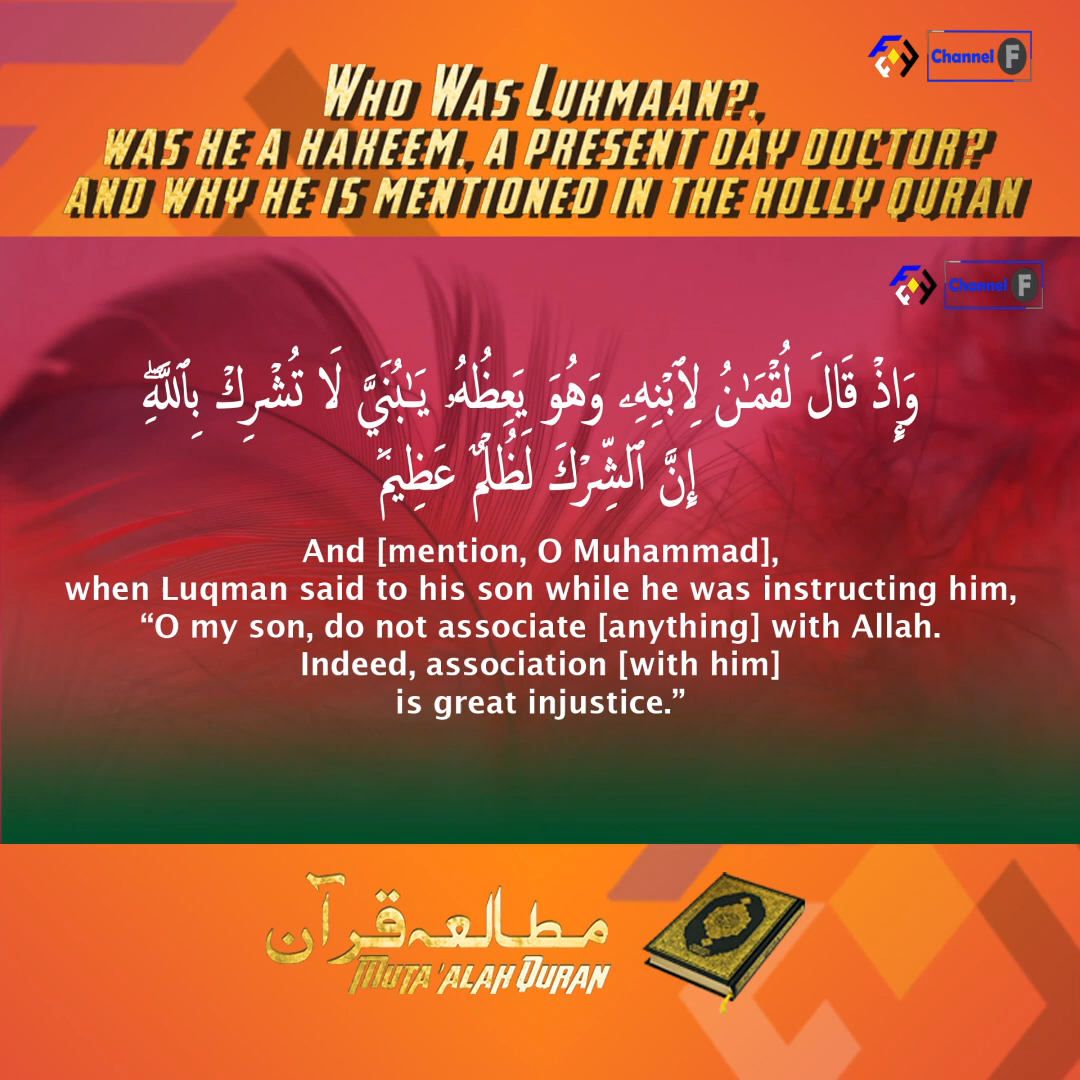 Channel F
WHO WAS LUKMAAN?,
WAS HE A HAKEEM, A PRESENT DAY DOCTOR?
AND WHY HE IS MENTIONED IN THE HOLLY QURAN
Channel F
وَإِذْ قَالَ لُقْمَـٰنُ لِٱبْنِهِۦ وَهُوَ يَعِظُهُۥ يَـٰبُنَىَّ لَا تُشْرِكْ بِٱللَّهِ ۖ
إِنَّ ٱلشِّرْكَ لَظُلْمٌ عَظِيمٌ
And [mention, O Muhammad],
when Luqman said to his son while he was instructing him,
“O my son, do not associate [anything] with Allah.
Indeed, association [with him]
is great injustice.”
مطالعہ قرآن
MUTA'ALAH QURAN